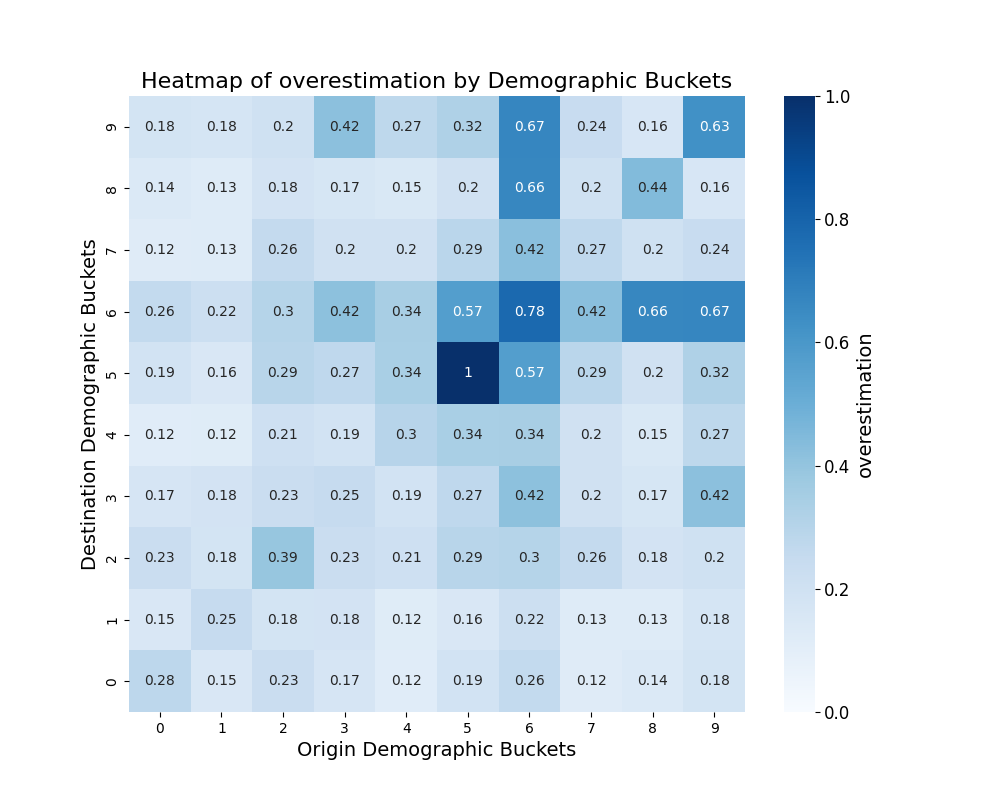 Heatmap of overestimation by Demographic Buckets
9 0.18 0.18 0.2 0.42 0.27 0.32 0.67 0.24 0.16 0.63
8 0.14 0.13 0.18 0.17 0.15 0.2 0.66 0.2 0.44 0.16
7 0.12 0.13 0.26 0.2 0.2 0.29 0.42 0.27 0.2 0.24
6 0.26 0.22 0.3 0.42 0.34 0.57 0.78 0.42 0.66 0.67
5 0.19 0.16 0.29 0.27 0.34 1 0.57 0.29 0.2 0.32
4 0.12 0.12 0.21 0.19 0.3 0.34 0.34 0.2 0.15 0.27
3 0.17 0.18 0.23 0.25 0.19 0.27 0.42 0.2 0.17 0.42
2 0.23 0.18 0.39 0.23 0.21 0.29 0.3 0.26 0.18 0.2
1 0.15 0.25 0.18 0.18 0.12 0.16 0.22 0.13 0.13 0.18
0 0.28 0.15 0.23 0.17 0.12 0.19 0.26 0.12 0.14 0.18
0 1 2 3 4 5 6 7 8 9
Origin Demographic Buckets
Destination Demographic Buckets
1.0
0.8
0.6
0.4
0.2
0.0
overestimation